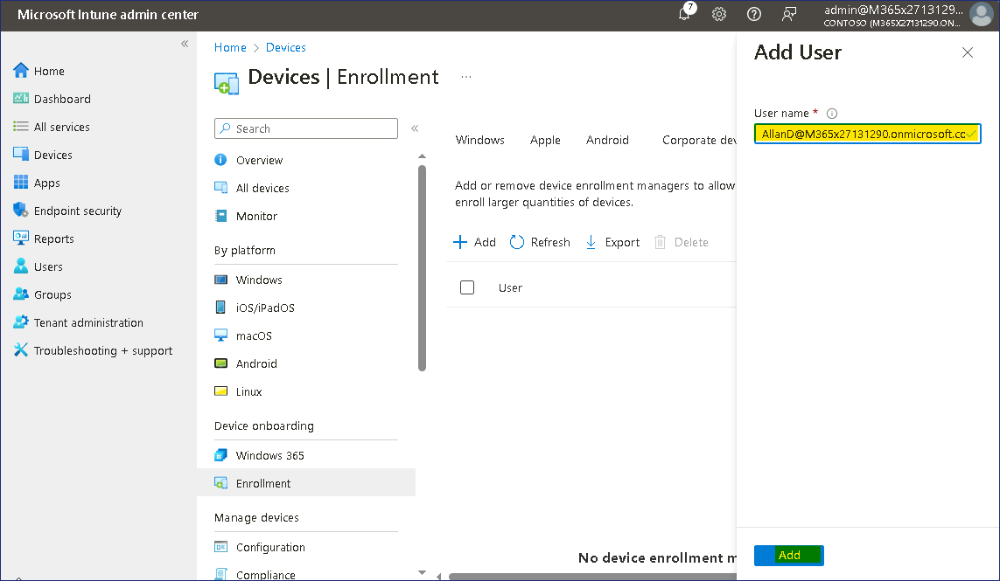 Microsoft Intune admin center
7
admin@M365x2713129...
CONTOSO (M365X27131290.ON...
Home
Dashboard
All services
Devices
Apps
Endpoint security
Reports
Users
Groups
Tenant administration
Troubleshooting + support
Home > Devices
Devices | Enrollment
...
Search
Overview
All devices
Monitor
By platform
Windows
iOS/iPadOS
macOS
Android
Linux
Device onboarding
Windows 365
Enrollment
Manage devices
Configuration
Compliance
Windows Apple Android Corporate dev
Add or remove device enrollment managers to allow
enroll larger quantities of devices.
Add Refresh Export Delete
User
No device enrollment m
Add User
User name *
AllanD@M365x27131290.onmicrosoft.cc
Add